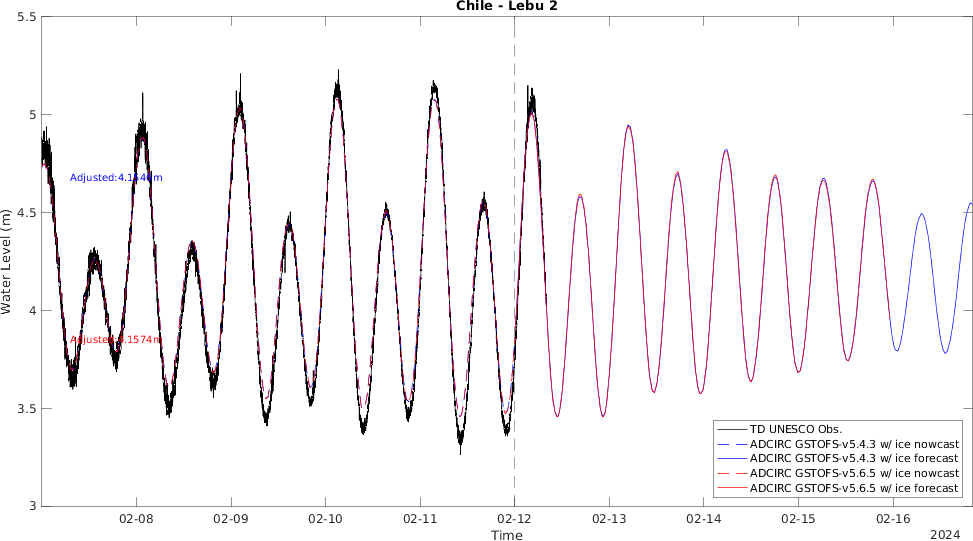 Chile - Lebu 2
5.5
5
4.5
4
3.5
3
Water Level (m)
Adjusted:4.1546m
Adjusted:4.1574m
TD UNESCO Obs.
ADCIRC GSTOFS-v5.4.3 w/ ice nowcast
ADCIRC GSTOFS-v5.4.3 w/ ice forecast
ADCIRC GSTOFS-v5.6.5 w/ ice nowcast
ADCIRC GSTOFS-v5.6.5 w/ ice forecast
02-08 02-09 02-10 02-11 02-12 02-13 02-14 02-15 02-16
Time
2024